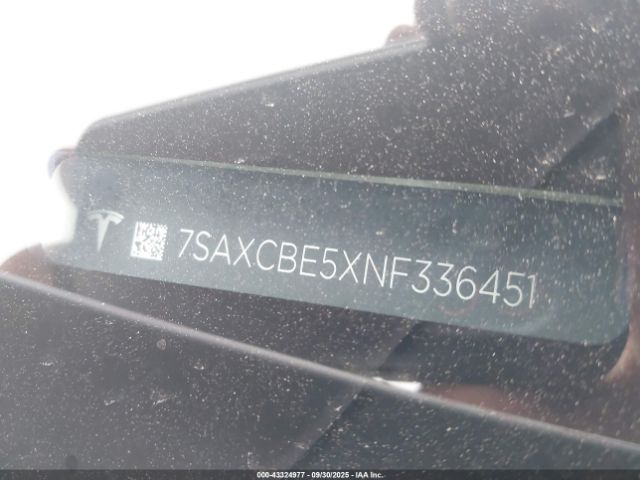 7SAXCBE5XNF336451
000-43324977 - 09/30/2025 - IAA Inc.